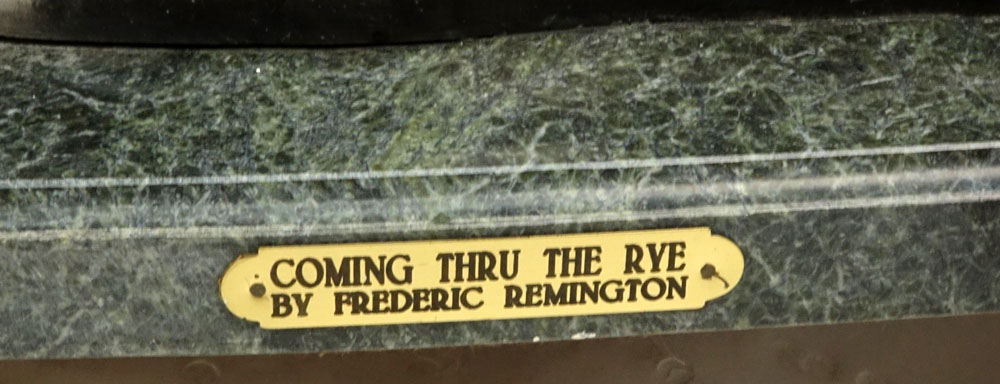 COMING THRU THE RYE
BY FREDERIC REMINGTON